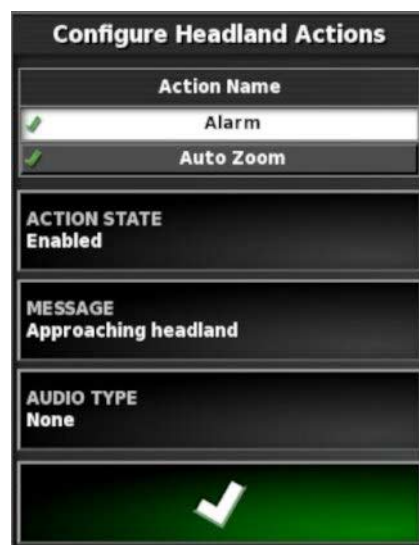 Configure Headland Actions
Action Name
Alarm
Auto Zoom
ACTION STATE
Enabled
MESSAGE
Approaching headland
AUDIO TYPE
None